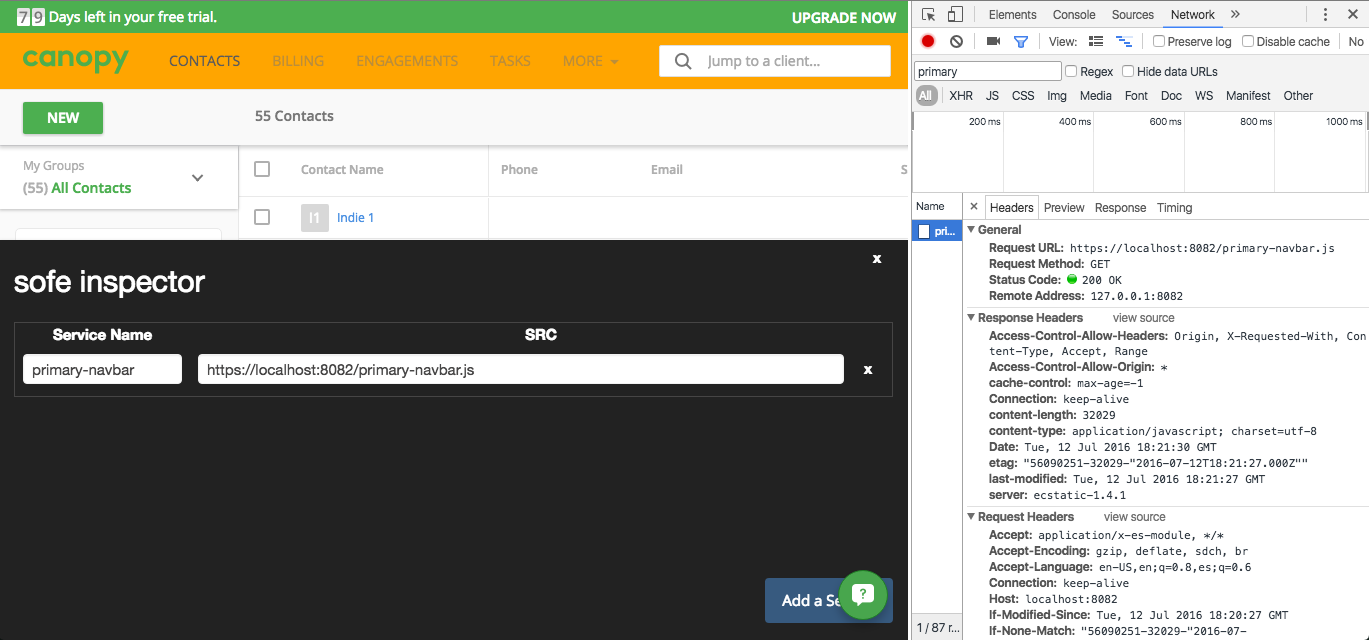 79 Days left in your free trial.
UPGRADE NOW
canopy
CONTACTS
BILLING
ENGAGEMENTS
TASKS
MORE
Jump to a client...
NEW
55 Contacts
My Groups
(55) All Contacts
Contact Name
Phone
Email
S
I1
Indie 1
x
sofe inspector
Service Name
SRC
primary-navbar
https://localhost:8082/primary-navbar.js
x
Add a Se
?
Elements
Console
Sources
Network
View:
Preserve log
Disable cache
No
primary
Regex
Hide data URLs
All
XHR
JS
CSS
Img
Media
Font
Doc
WS
Manifest
Other
200 ms
400 ms
600 ms
800 ms
1000 ms
Name
Headers
Preview
Response
Timing
pri...
General
Request URL: https://localhost:8082/primary-navbar.js
Request Method: GET
Status Code: 200 OK
Remote Address: 127.0.0.1:8082
Response Headers
view source
Access-Control-Allow-Headers: Origin, X-Requested-With, Con
tent-Type, Accept, Range
Access-Control-Allow-Origin: *
cache-control: max-age=-1
Connection: keep-alive
content-length: 32029
content-type: application/javascript; charset=utf-8
Date: Tue, 12 Jul 2016 18:21:30 GMT
etag: "56090251-32029-"2016-07-12T18:21:27.000Z""
last-modified: Tue, 12 Jul 2016 18:21:27 GMT
server: ecstatic-1.4.1
Request Headers
view source
Accept: application/x-es-module, */*
Accept-Encoding: gzip, deflate, sdch, br
Accept-Language: en-US,en;q=0.8,es;q=0.6
Connection: keep-alive
Host: localhost:8082
If-Modified-Since: Tue, 12 Jul 2016 18:20:27 GMT
If-None-Match: "56090251-32029-"2016-07-
1 / 87 r...